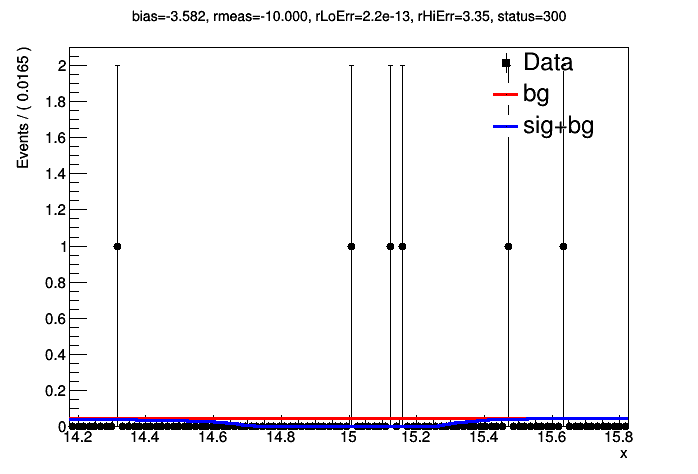 bias=-3.582, rmeas=-10.000, rLoErr=2.2e-13, rHiErr=3.35, status=300
Events / ( 0.0165 )
2
1.8
1.6
1.4
1.2
1
0.8
0.6
0.4
0.2
0
Data
bg
sig+bg
14.2 14.4 14.6 14.8 15 15.2 15.4 15.6 15.8
x